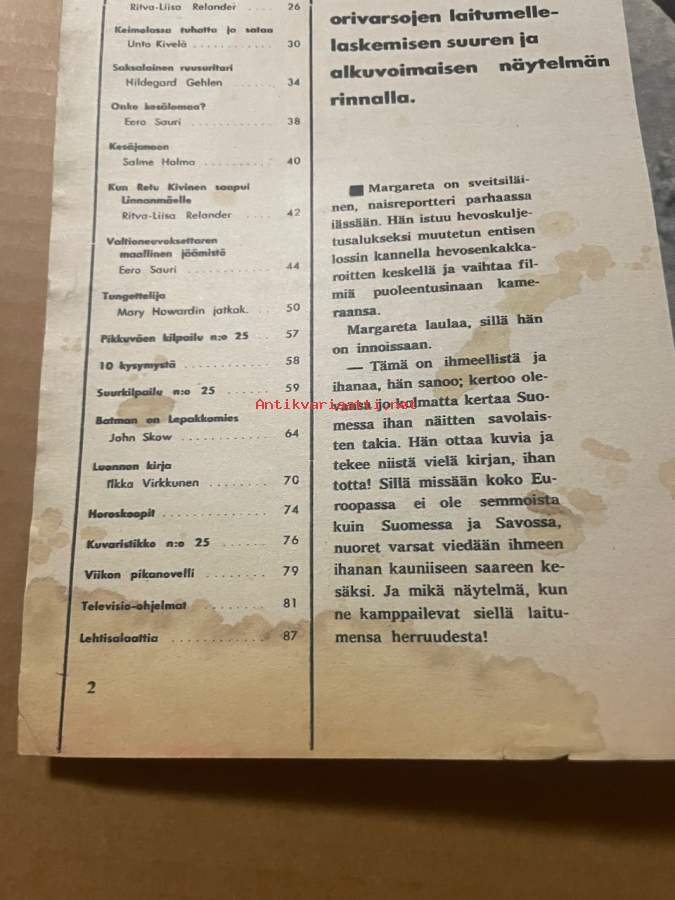 Ritva-Liisa Relander .... 26
Keimolassa tuhatta ja sataa
Unto Kivelä ........... 30
Saksalainen ruusuritari
Hildegard Gehlen ...... 34
Onko kesälomaa?
Eero Sauri ............ 38
Kesäjanoon
Salme Holma .......... 40
Kun Retu Kivinen saapui
Linnanmäelle
Ritva-Liisa Relander .... 42
Valtioneuvoksettaren
maallinen jäämistö
Eero Sauri ............ 44
Tungettelija
Mary Howardin jatkok. .. 50
Pikkuväen kilpailu n:o 25 .. 57
10 kysymystä ............ 58
Suurkilpailu n:o 25 ...... 59
Batman on Lepakkomies
John Skow ............ 64
Luonnon kirja
Ilkka Virkkunen ........ 70
Horoskoopit .............. 74
Kuvaristikko n:o 25 ...... 76
Viikon pikanovelli ........ 79
Televisio-ohjelmat ........ 81
Lehtisalaattia ............ 87
2
orivarsojen laitumelle-
laskemisen suuren ja
alkuvoimaisen näytelmän
rinnalla.
Margareta on sveitsiläi-
nen, naisreportteri parhaassa
iässään. Hän istuu hevoskulje-
tusalukseksi muutetun entisen
lossin kannella hevosenkakka-
roitten keskellä ja vaihtaa fil-
miä puoleentusinaan kame-
raansa.
Margareta laulaa, sillä hän
on innoissaan.
— Tämä on ihmeellistä ja
ihanaa, hän sanoo; kertoo ole-
vansa jo kolmatta kertaa Suo-
messa ihan näitten savolais-
ten takia. Hän ottaa kuvia ja
tekee niistä vielä kirjan, ihan
totta! Sillä missään koko Eu-
roopassa ei ole semmoista
kuin Suomessa ja Savossa,
nuoret varsat viedään ihmeen
ihanan kauniiseen saareen ke-
säksi. Ja mikä näytelmä, kun
ne kamppailevat siellä laitu-
mensa herruudesta!
Antikvariaatti.net